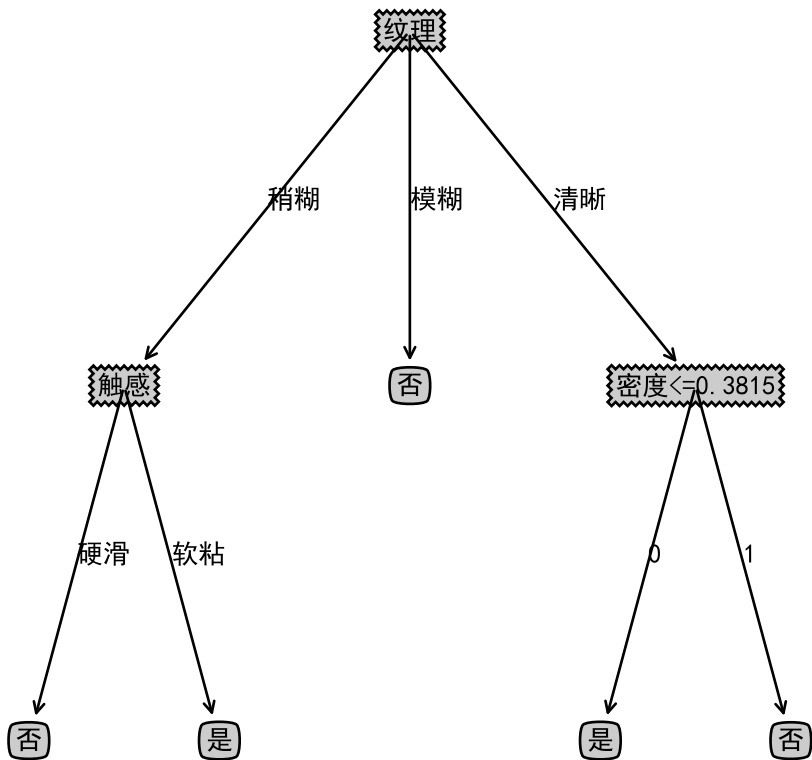 纹理
稍糊
模糊
清晰
触感
否
密度<=0.3815
硬滑
软粘
0
1
否
是
是
否